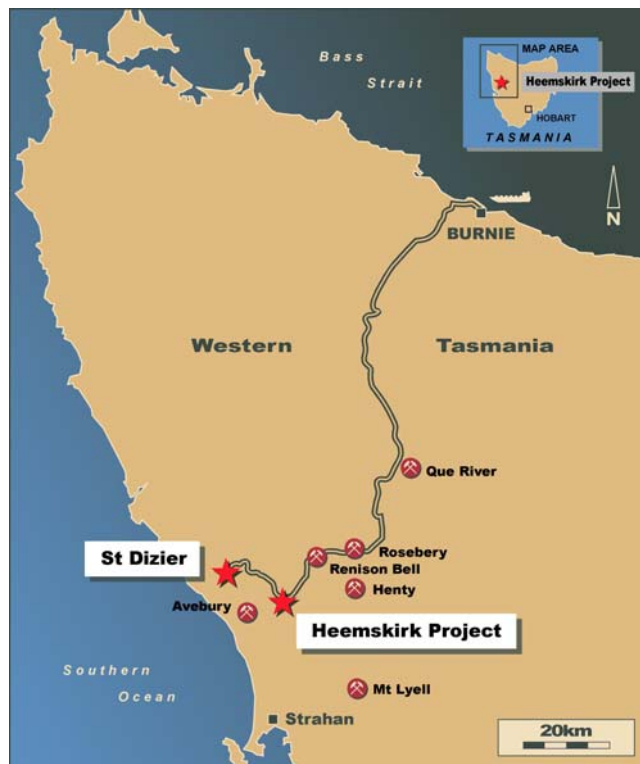 Bass
Strait
MAP AREA
Heemskirk Project
HOBART
TASMANIA
N
BURNIE
Western
Tasmania
Que River
St Dizier
Rosebery
Renison Bell
Henty
Avebury
Heemskirk Project
Southern
Ocean
Mt Lyell
Strahan
20km